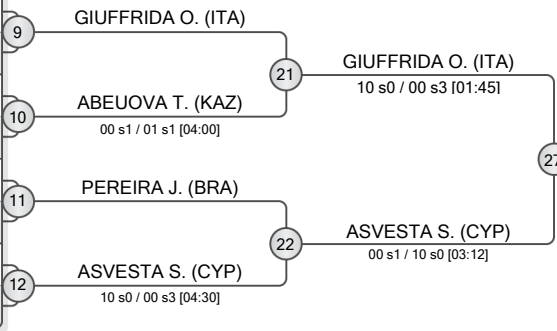 GIUFFRIDA O. (ITA)
9
21
GIUFFRIDA O. (ITA)
10 s0 / 00 s3 [01:45]
ABEUOVA T. (KAZ)
10
00 s1 / 01 s1 [04:00]
27
PEREIRA J. (BRA)
11
22
ASVESTA S. (CYP)
00 s1 / 10 s0 [03:12]
ASVESTA S. (CYP)
12
10 s0 / 00 s3 [04:30]